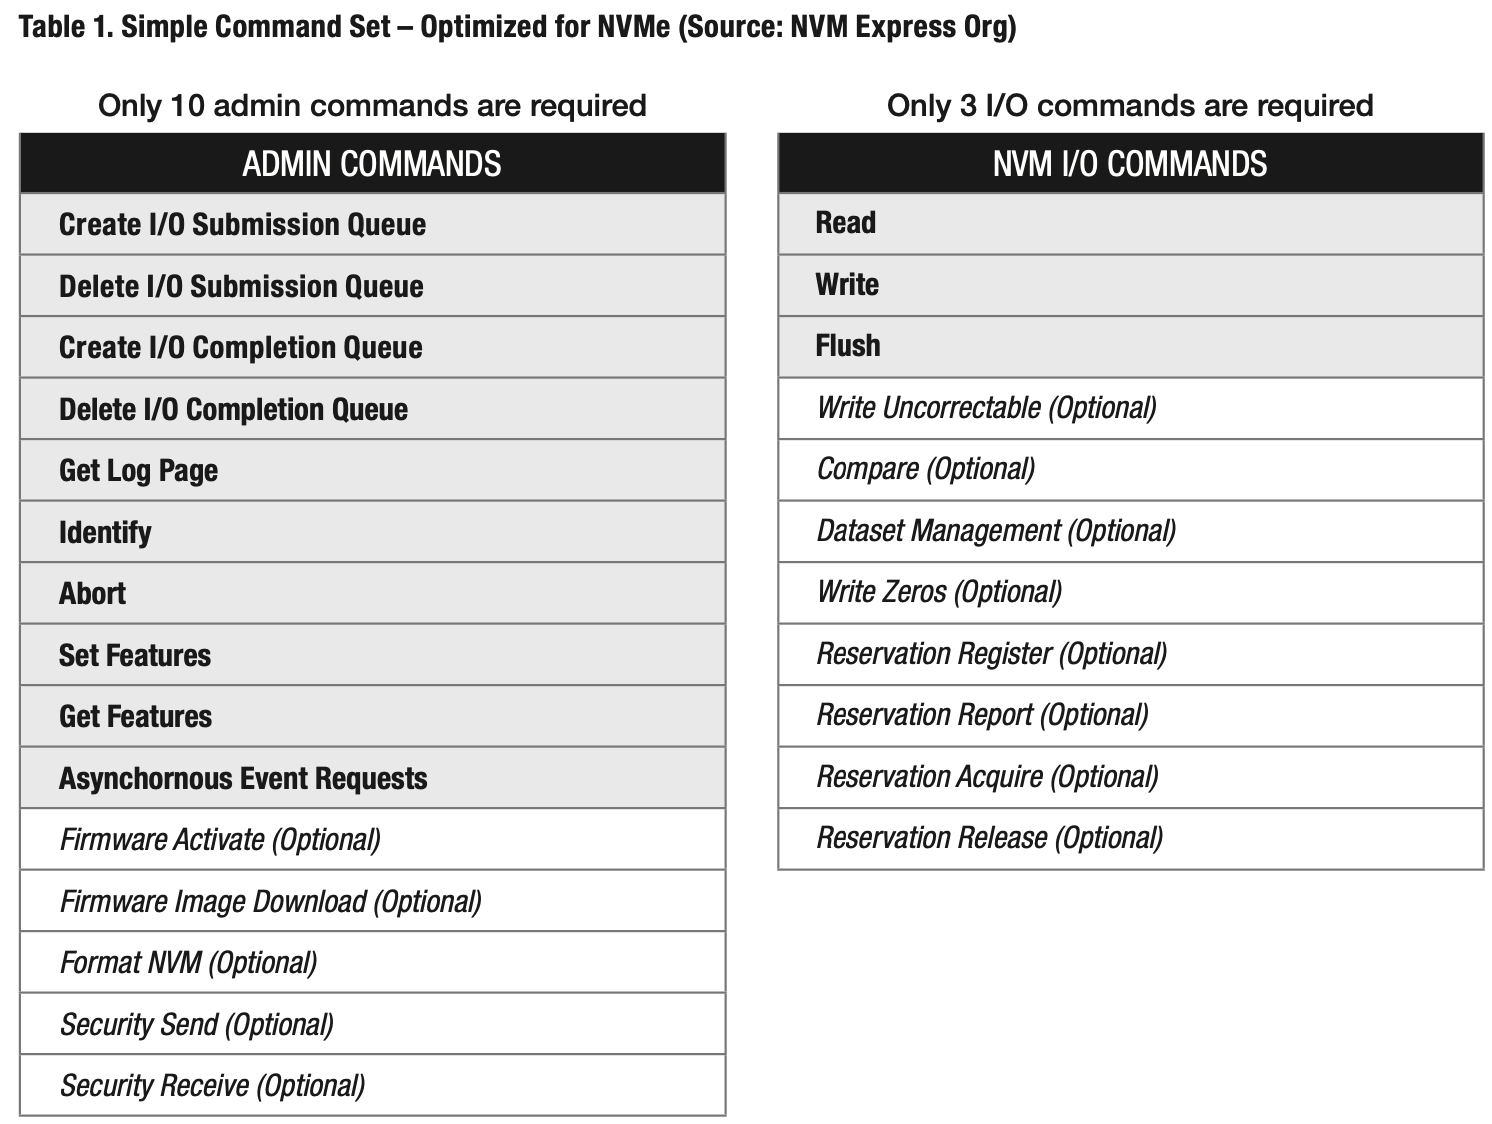 Table 1. Simple Command Set – Optimized for NVMe (Source: NVM Express Org)
Only 10 admin commands are required
ADMIN COMMANDS
Create I/O Submission Queue
Delete I/O Submission Queue
Create I/O Completion Queue
Delete I/O Completion Queue
Get Log Page
Identify
Abort
Set Features
Get Features
Asynchornous Event Requests
Firmware Activate (Optional)
Firmware Image Download (Optional)
Format NVM (Optional)
Security Send (Optional)
Security Receive (Optional)
Only 3 I/O commands are required
NVM I/O COMMANDS
Read
Write
Flush
Write Uncorrectable (Optional)
Compare (Optional)
Dataset Management (Optional)
Write Zeros (Optional)
Reservation Register (Optional)
Reservation Report (Optional)
Reservation Acquire (Optional)
Reservation Release (Optional)